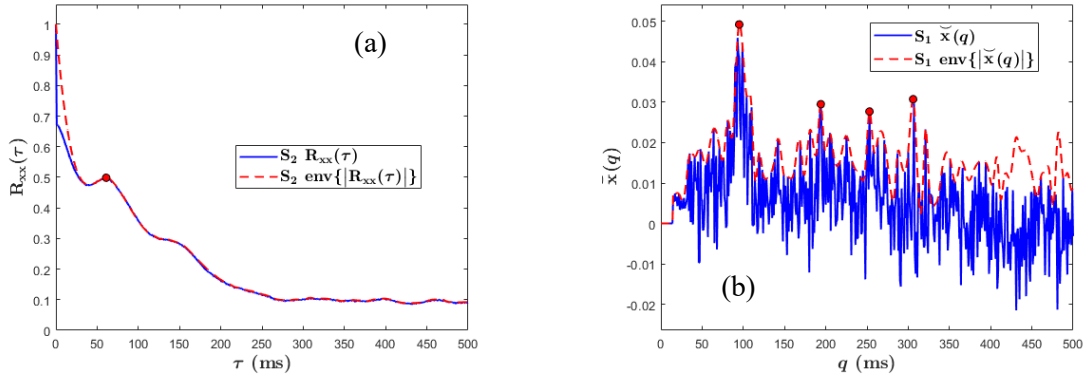 (a)
S₂ Rₓₓ(τ)
S₂ env{|Rₓₓ(τ)|}
Rₓₓ(τ)
1
0.9
0.8
0.7
0.6
0.5
0.4
0.3
0.2
0.1
0
0 50 100 150 200 250 300 350 400 450 500
τ (ms)
(b)
S₁ x̆(q)
S₁ env{|x̆(q)|}
x̆(q)
0.05
0.04
0.03
0.02
0.01
0
-0.01
-0.02
0 50 100 150 200 250 300 350 400 450 500
q (ms)